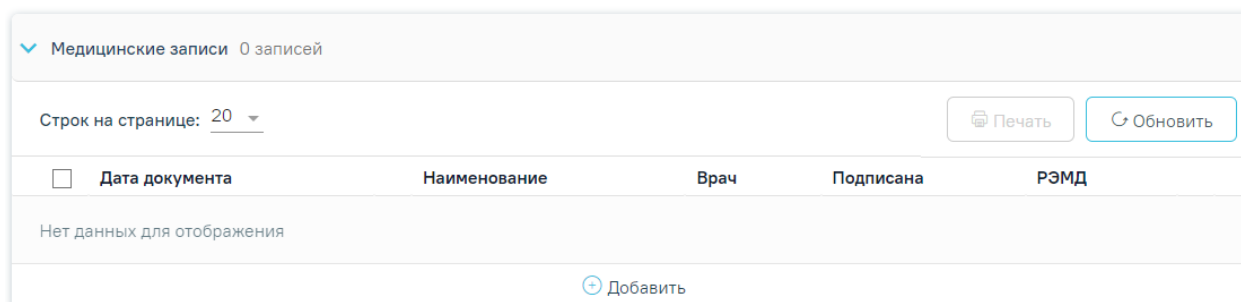 Медицинские записи 0 записей
Строк на странице: 20 Печать Обновить
Дата документа Наименование Врач Подписана РЭМД
Нет данных для отображения
Добавить